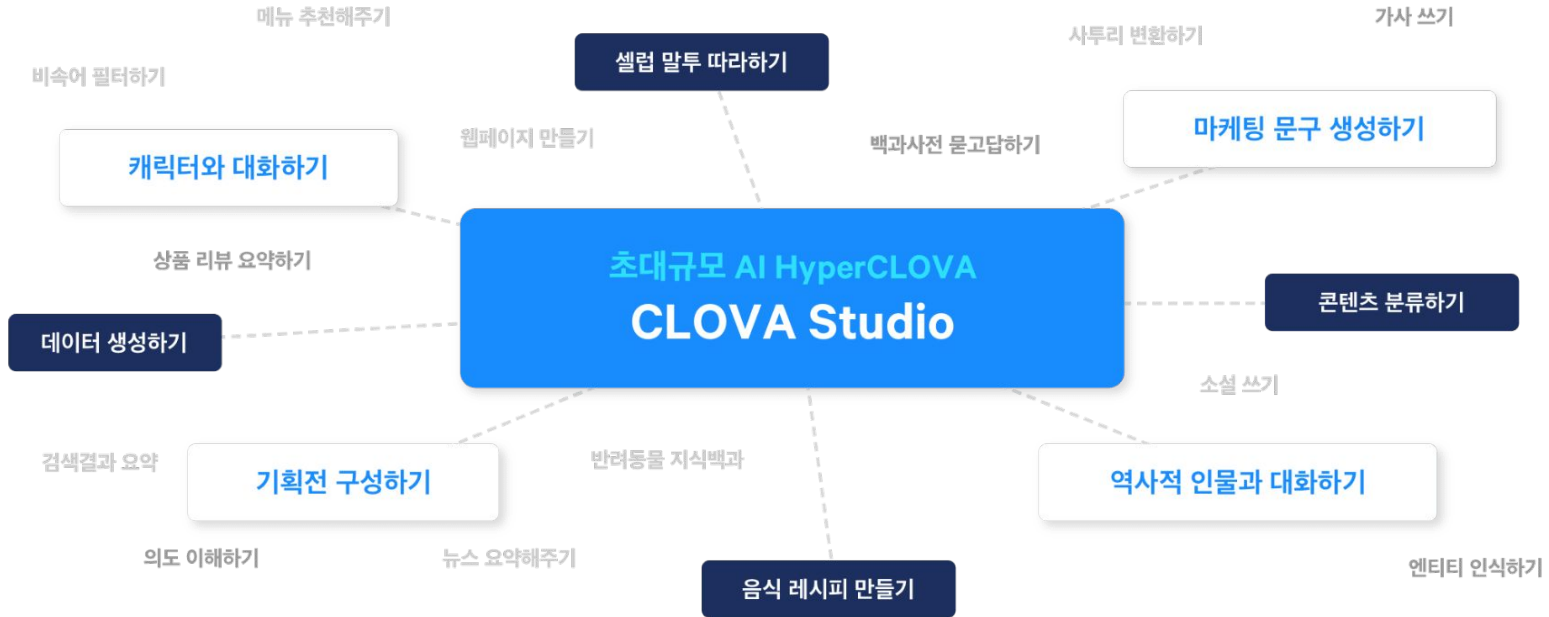 메뉴 추천해주기
가사 쓰기
사투리 변환하기
셀럽 말투 따라하기
비속어 필터하기
마케팅 문구 생성하기
웹페이지 만들기
백과사전 묻고답하기
캐릭터와 대화하기
상품 리뷰 요약하기
초대규모 AI HyperCLOVA
CLOVA Studio
콘텐츠 분류하기
데이터 생성하기
소설 쓰기
검색결과 요약
반려동물 지식백과
기획전 구성하기
역사적 인물과 대화하기
의도 이해하기
뉴스 요약해주기
엔티티 인식하기
음식 레시피 만들기